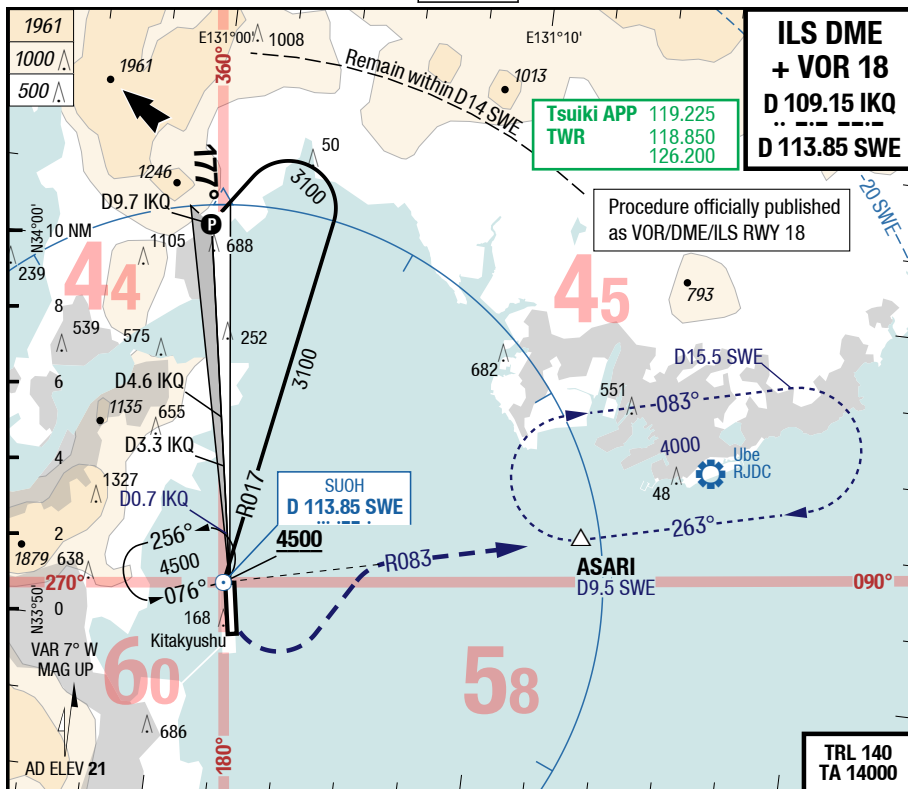 1961
1000
500
E131°00'
360°
1008
1961
Remain within D14 SWE
E131°10'
1013
ILS DME
+ VOR 18
D 109.15 IKQ
D 113.85 SWE
Tsuiki APP 119.225
TWR 118.850
126.200
1246
177°
50
3100
D9.7 IKQ
P
Procedure officially published
as VOR/DME/ILS RWY 18
20 SWE
N34°00'
10 NM
1105
688
239
44
45
793
8
539
575
252
682
D15.5 SWE
6
D4.6 IKQ
3100
551
083°
1135
655
4000
4
D3.3 IKQ
Ube
RJDC
1327
48
D0.7 IKQ
R017
SUOH
D 113.85 SWE
263°
2
256°
4500
4500
R083
1879
638
ASARI
270°
076°
D9.5 SWE
090°
N33°50'
0
168
Kitakyushu
VAR 7° W
MAG UP
60
58
686
180°
AD ELEV 21
TRL 140
TA 14000